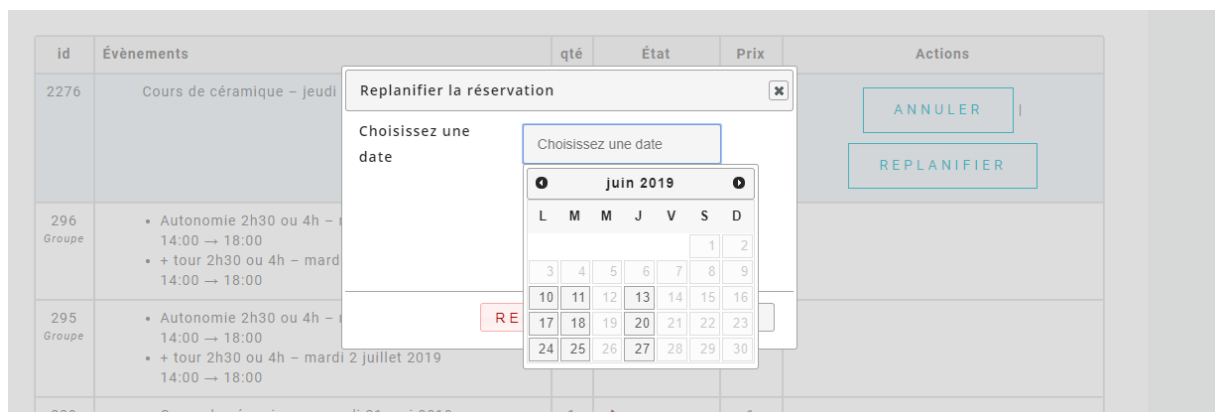 id Évènements qté État Prix Actions
2276 Cours de céramique – jeudi
Replanifier la réservation
Choisissez une
date
Choisissez une date
juin 2019
L M M J V S D
1 2
3 4 5 6 7 8 9
10 11 12 13 14 15 16
17 18 19 20 21 22 23
24 25 26 27 28 29 30
RE
ANNULER |
REPLANIFIER
296
Groupe
• Autonomie 2h30 ou 4h –
14:00 → 18:00
• + tour 2h30 ou 4h – mard
14:00 → 18:00
295
Groupe
• Autonomie 2h30 ou 4h –
14:00 → 18:00
• + tour 2h30 ou 4h – mardi 2 juillet 2019
14:00 → 18:00